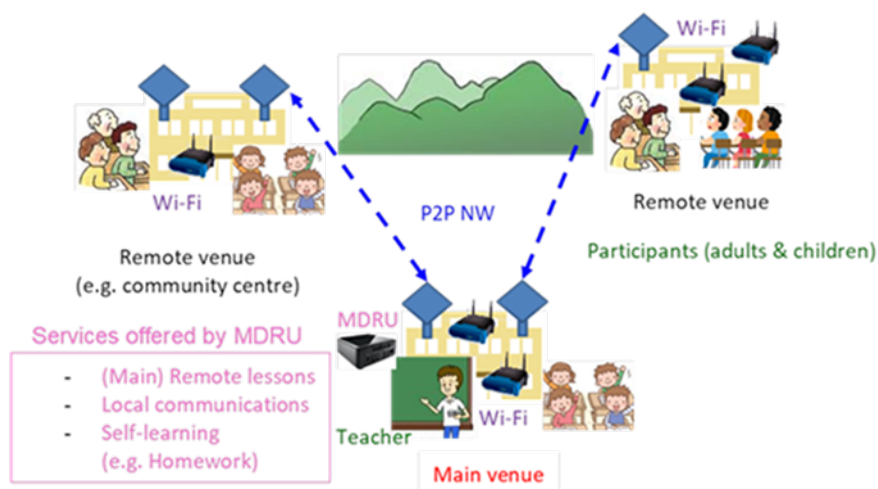 Wi-Fi
Wi-Fi
P2P NW
Remote venue
Participants (adults & children)
Remote venue
(e.g. community centre)
Services offered by MDRU
- (Main) Remote lessons
- Local communications
- Self-learning
(e.g. Homework)
MDRU
Wi-Fi
Teacher
Main venue